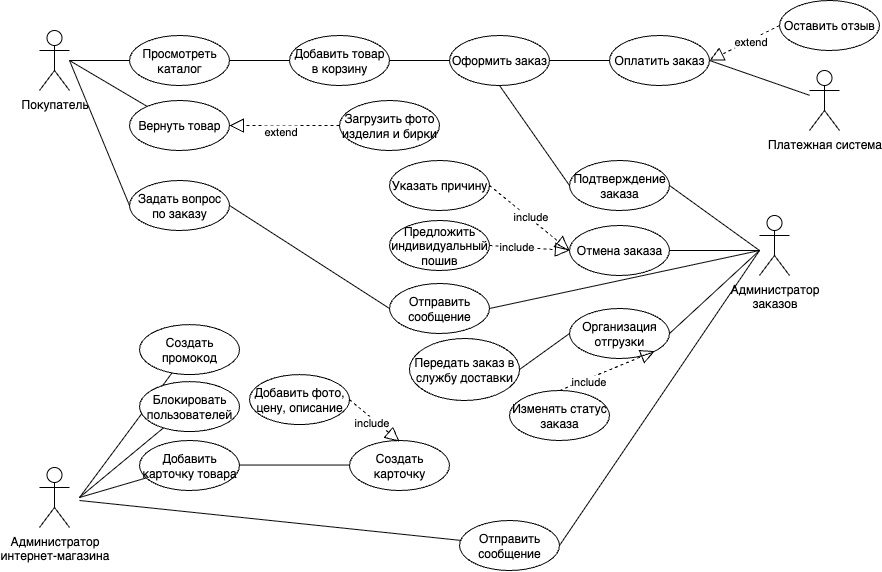 Оставить отзыв
extend
Просмотреть
каталог
Добавить товар
в корзину
Оформить заказ
Оплатить заказ
Покупатель
Вернуть товар
extend
Загрузить фото
изделия и бирки
Платежная система
Указать причину
Подтверждение
заказа
Задать вопрос
по заказу
include
Предложить
индивидуальный
пошив
include
Отмена заказа
Администратор
заказов
Отправить
сообщение
Организация
отгрузки
Создать
промокод
Передать заказ в
службу доставки
include
Блокировать
пользователей
Добавить фото,
цену, описание
include
Изменять статус
заказа
Добавить
карточку товара
Создать
карточку
Администратор
интернет-магазина
Отправить
сообщение